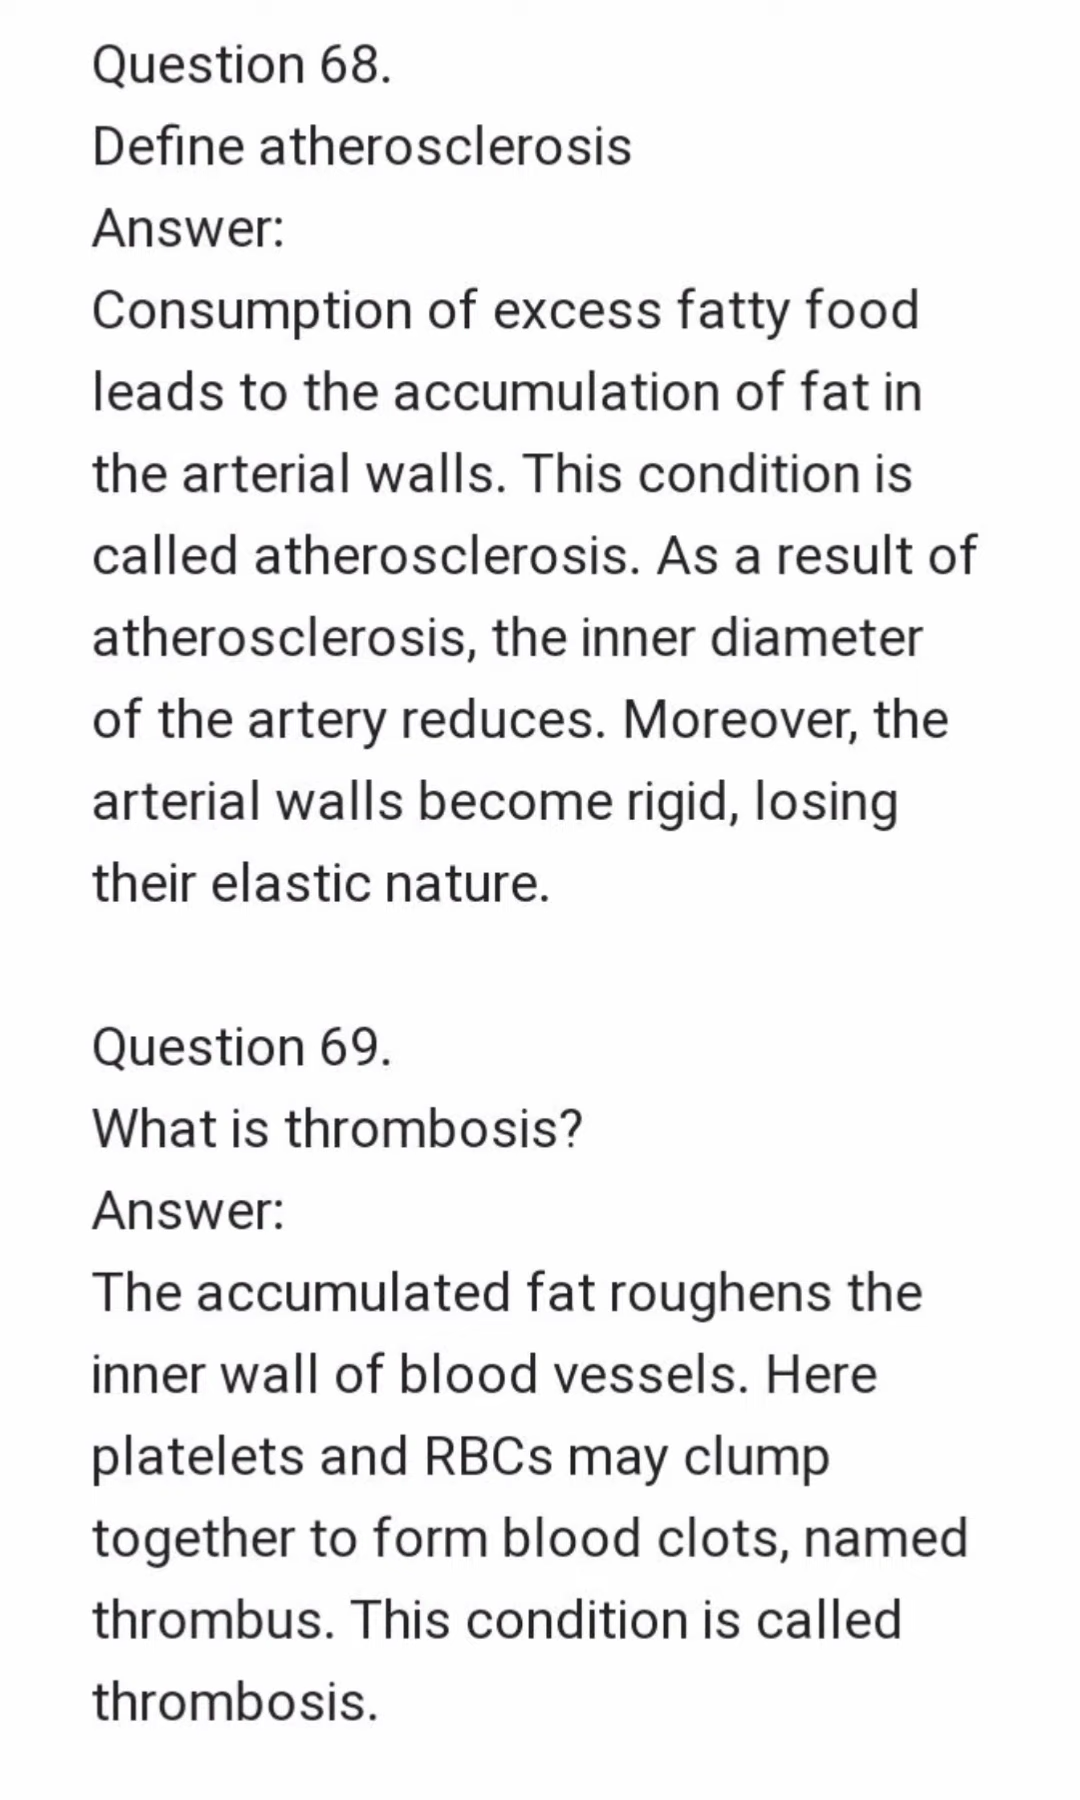 Question 68.
Define atherosclerosis
Answer:
Consumption of excess fatty food
leads to the accumulation of fat in
the arterial walls. This condition is
called atherosclerosis. As a result of
atherosclerosis, the inner diameter
of the artery reduces. Moreover, the
arterial walls become rigid, losing
their elastic nature.
Question 69.
What is thrombosis?
Answer:
The accumulated fat roughens the
inner wall of blood vessels. Here
platelets and RBCs may clump
together to form blood clots, named
thrombus. This condition is called
thrombosis.